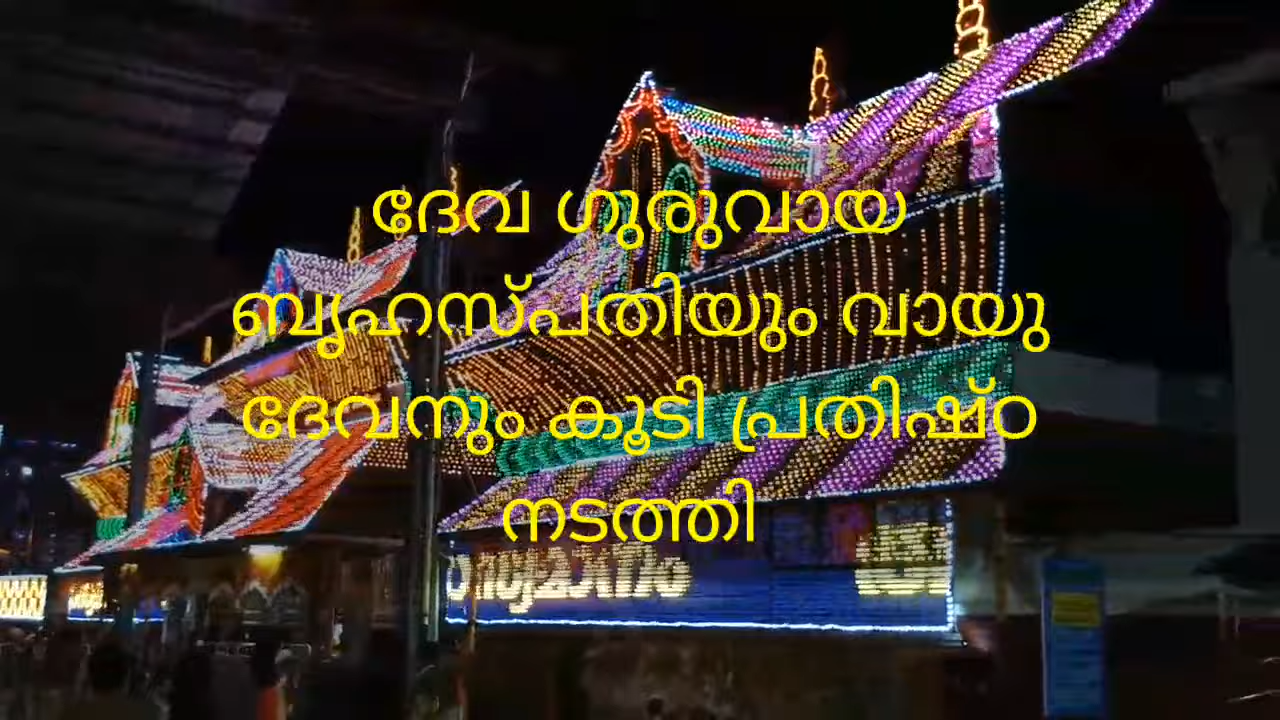 ദേവ ഗുരുവായ
ബൃഹസ്പതിയും വായു
ദേവനും കൂടി പ്രതിഷ്ഠ
നടത്തി